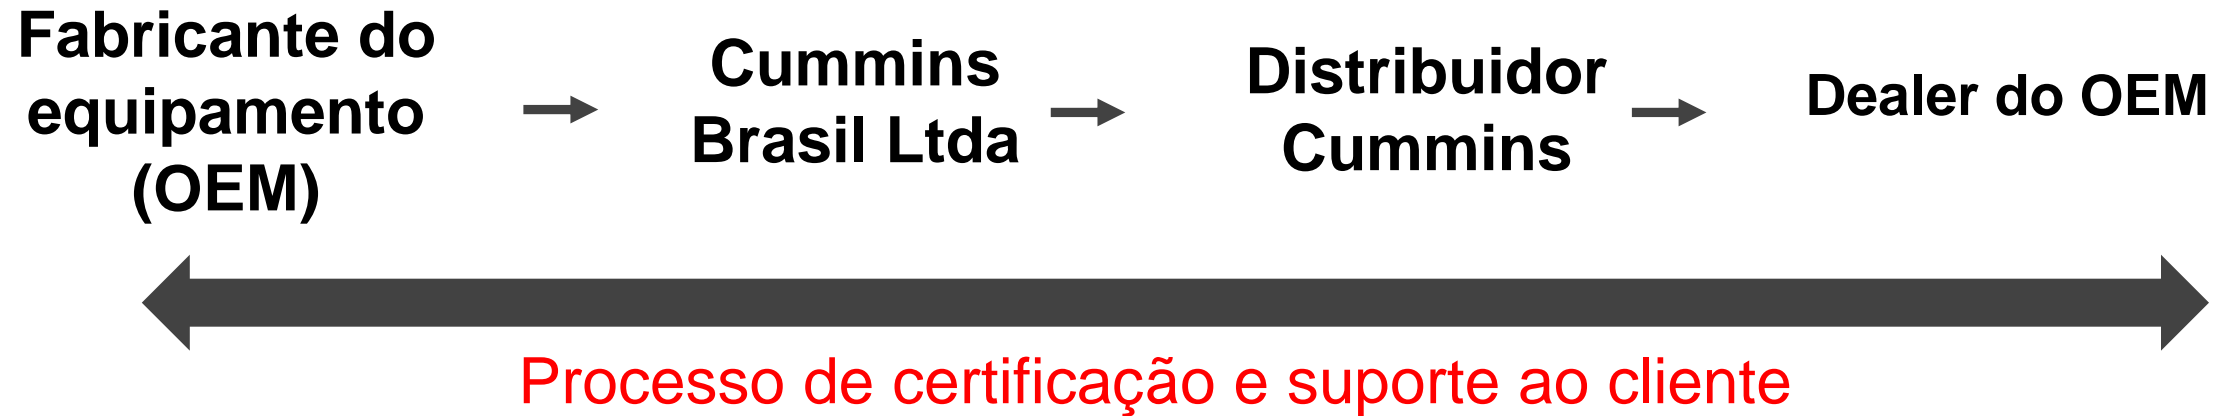 Fabricante do
equipamento
(OEM)
Cummins
Brasil Ltda
Distribuidor
Cummins
Dealer do OEM
Processo de certificação e suporte ao cliente